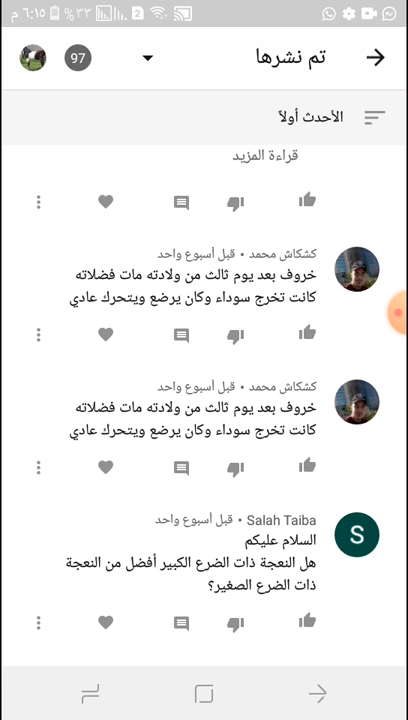 ٦:١٥ م ٣٣% 2
تم نشرها
97
الأحدث أولاً
قراءة المزيد
كشكاش محمد • قبل أسبوع واحد
خروف بعد يوم ثالث من ولادته مات فضلاته
كانت تخرج سوداء وكان يرضع ويتحرك عادي
كشكاش محمد • قبل أسبوع واحد
خروف بعد يوم ثالث من ولادته مات فضلاته
كانت تخرج سوداء وكان يرضع ويتحرك عادي
Salah Taiba • قبل أسبوع واحد
S
السلام عليكم
هل النعجة ذات الضرع الكبير أفضل من النعجة
ذات الضرع الصغير؟